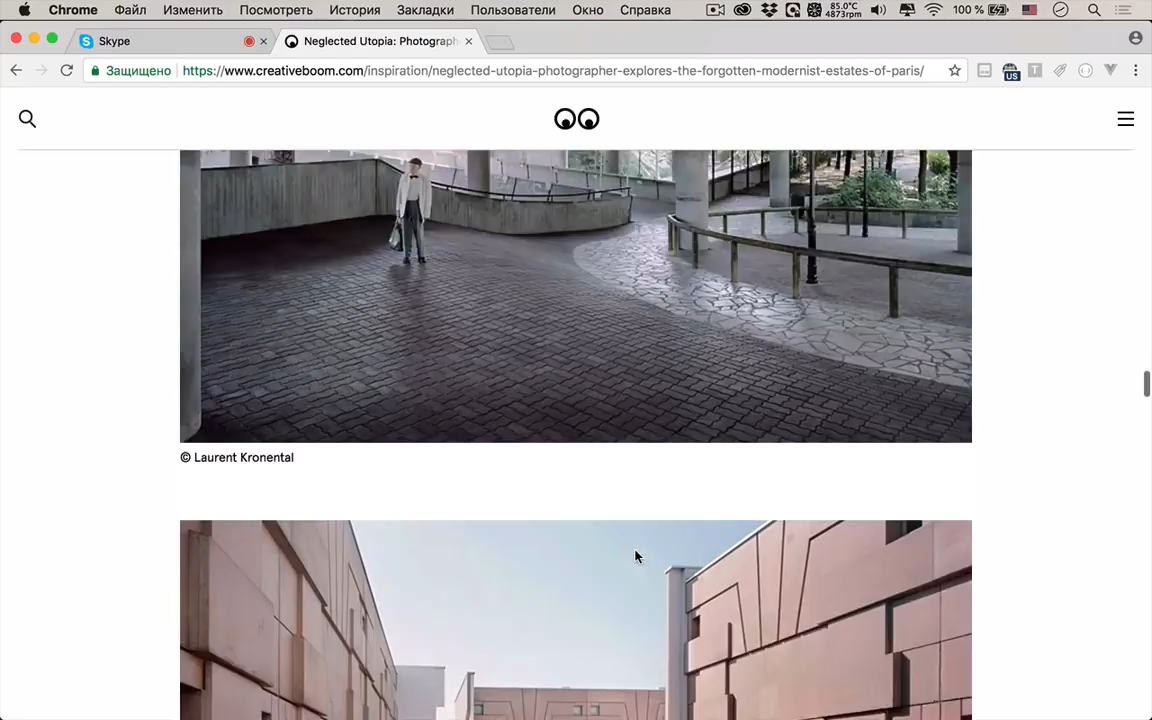 Chrome Файл Изменить Посмотреть История Закладки Пользователи Окно Справка 85.0°C 4873rpm 100 %
Skype Neglected Utopia: Photograph
Защищено https://www.creativeboom.com/inspiration/neglected-utopia-photographer-explores-the-forgotten-modernist-estates-of-paris/ US T
© Laurent Kronental